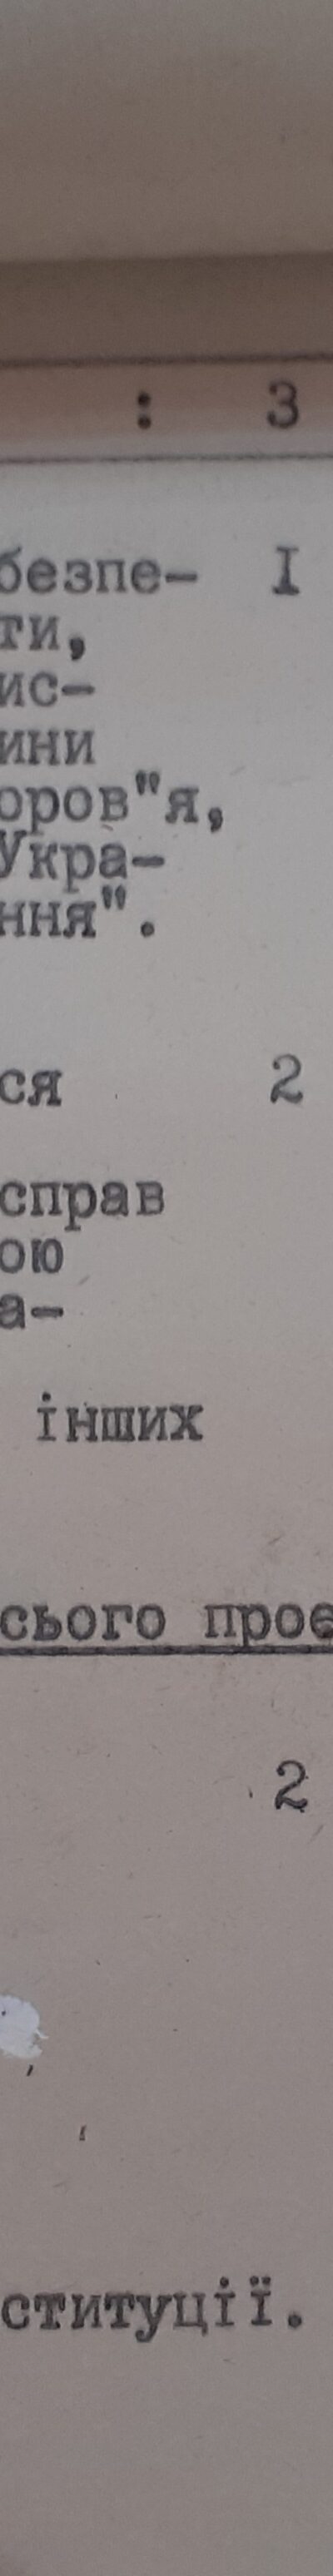 : 3
безпе- I
ти,
ис-
ини
оров"я,
Укра-
ння".
ся 2
справ
ою
а-
інших
сього прое
2
ституції.